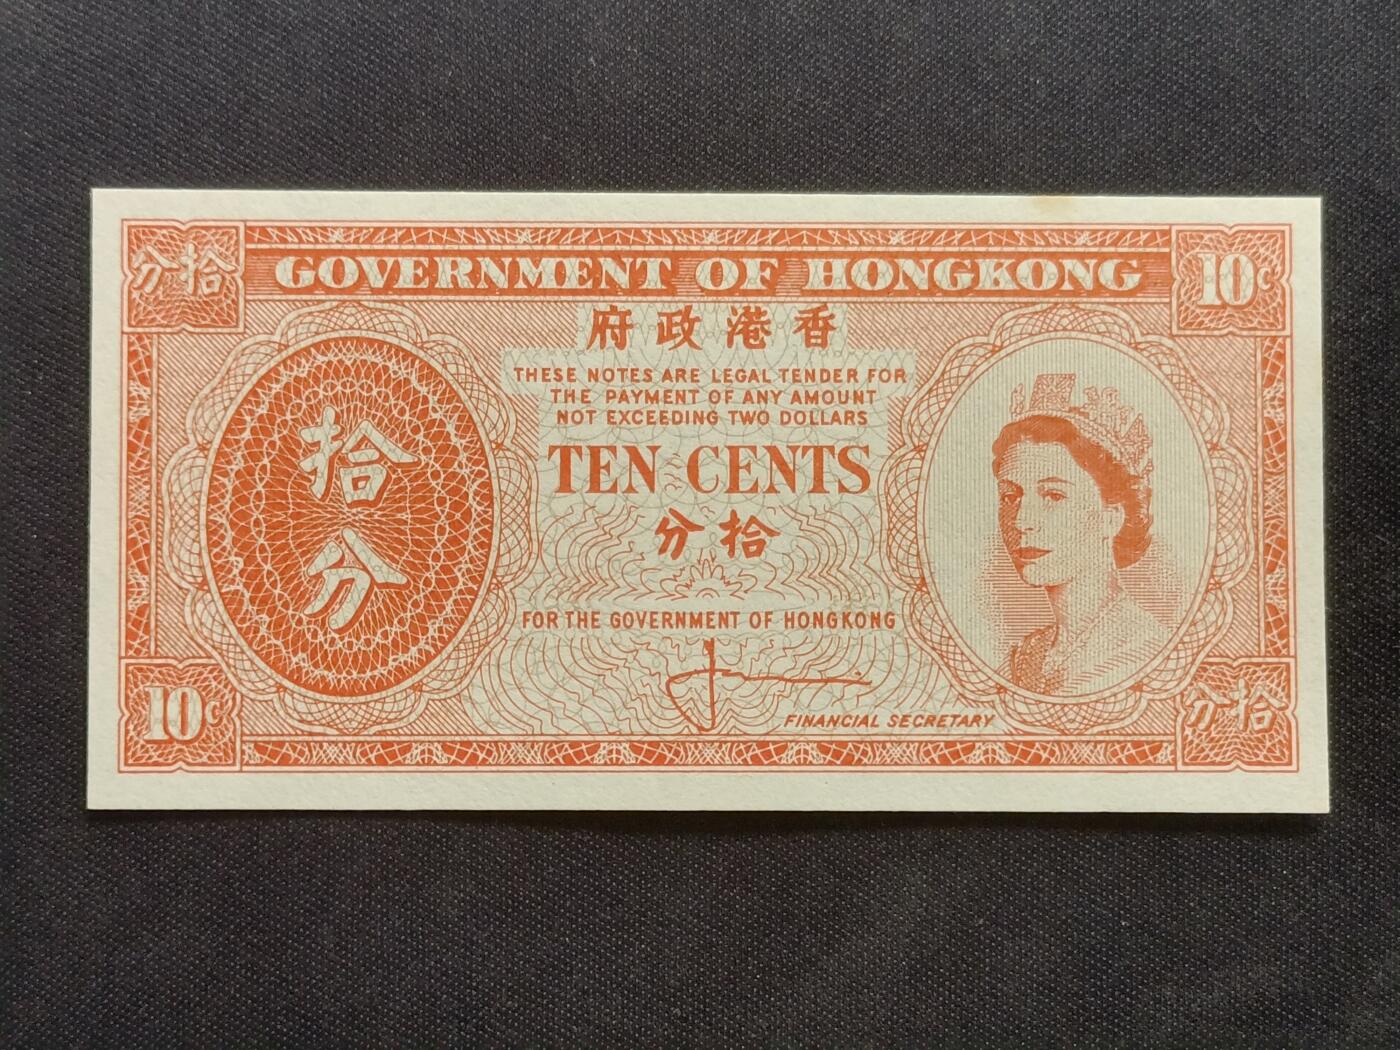 分拾
GOVERNMENT OF HONGKONG
10c
府政港香
THESE NOTES ARE LEGAL TENDER FOR
THE PAYMENT OF ANY AMOUNT
NOT EXCEEDING TWO DOLLARS
拾
分
TEN CENTS
分拾
FOR THE GOVERNMENT OF HONGKONG
10c
FINANCIAL SECRETARY
分拾